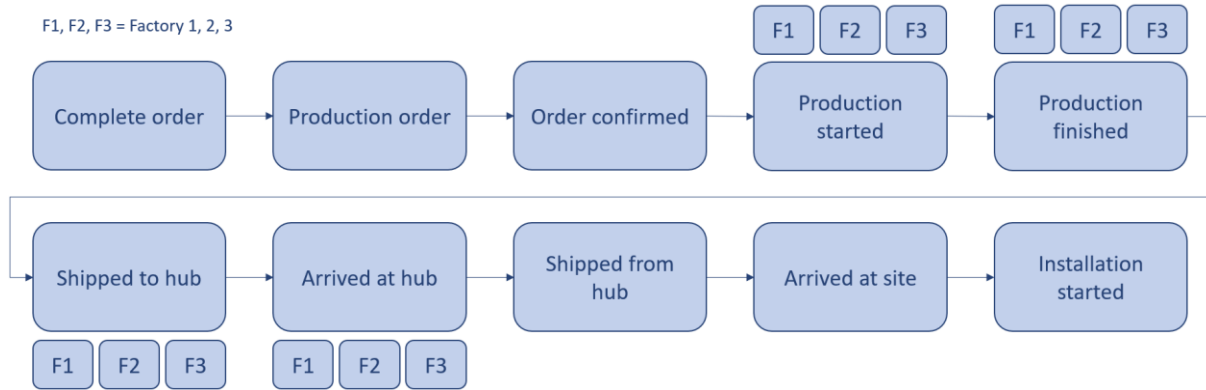 F1, F2, F3 = Factory 1, 2, 3
F1 F2 F3
F1 F2 F3
Complete order
Production order
Order confirmed
Production
started
Production
finished
Shipped to hub
Arrived at hub
Shipped from
hub
Arrived at site
Installation
started
F1 F2 F3
F1 F2 F3